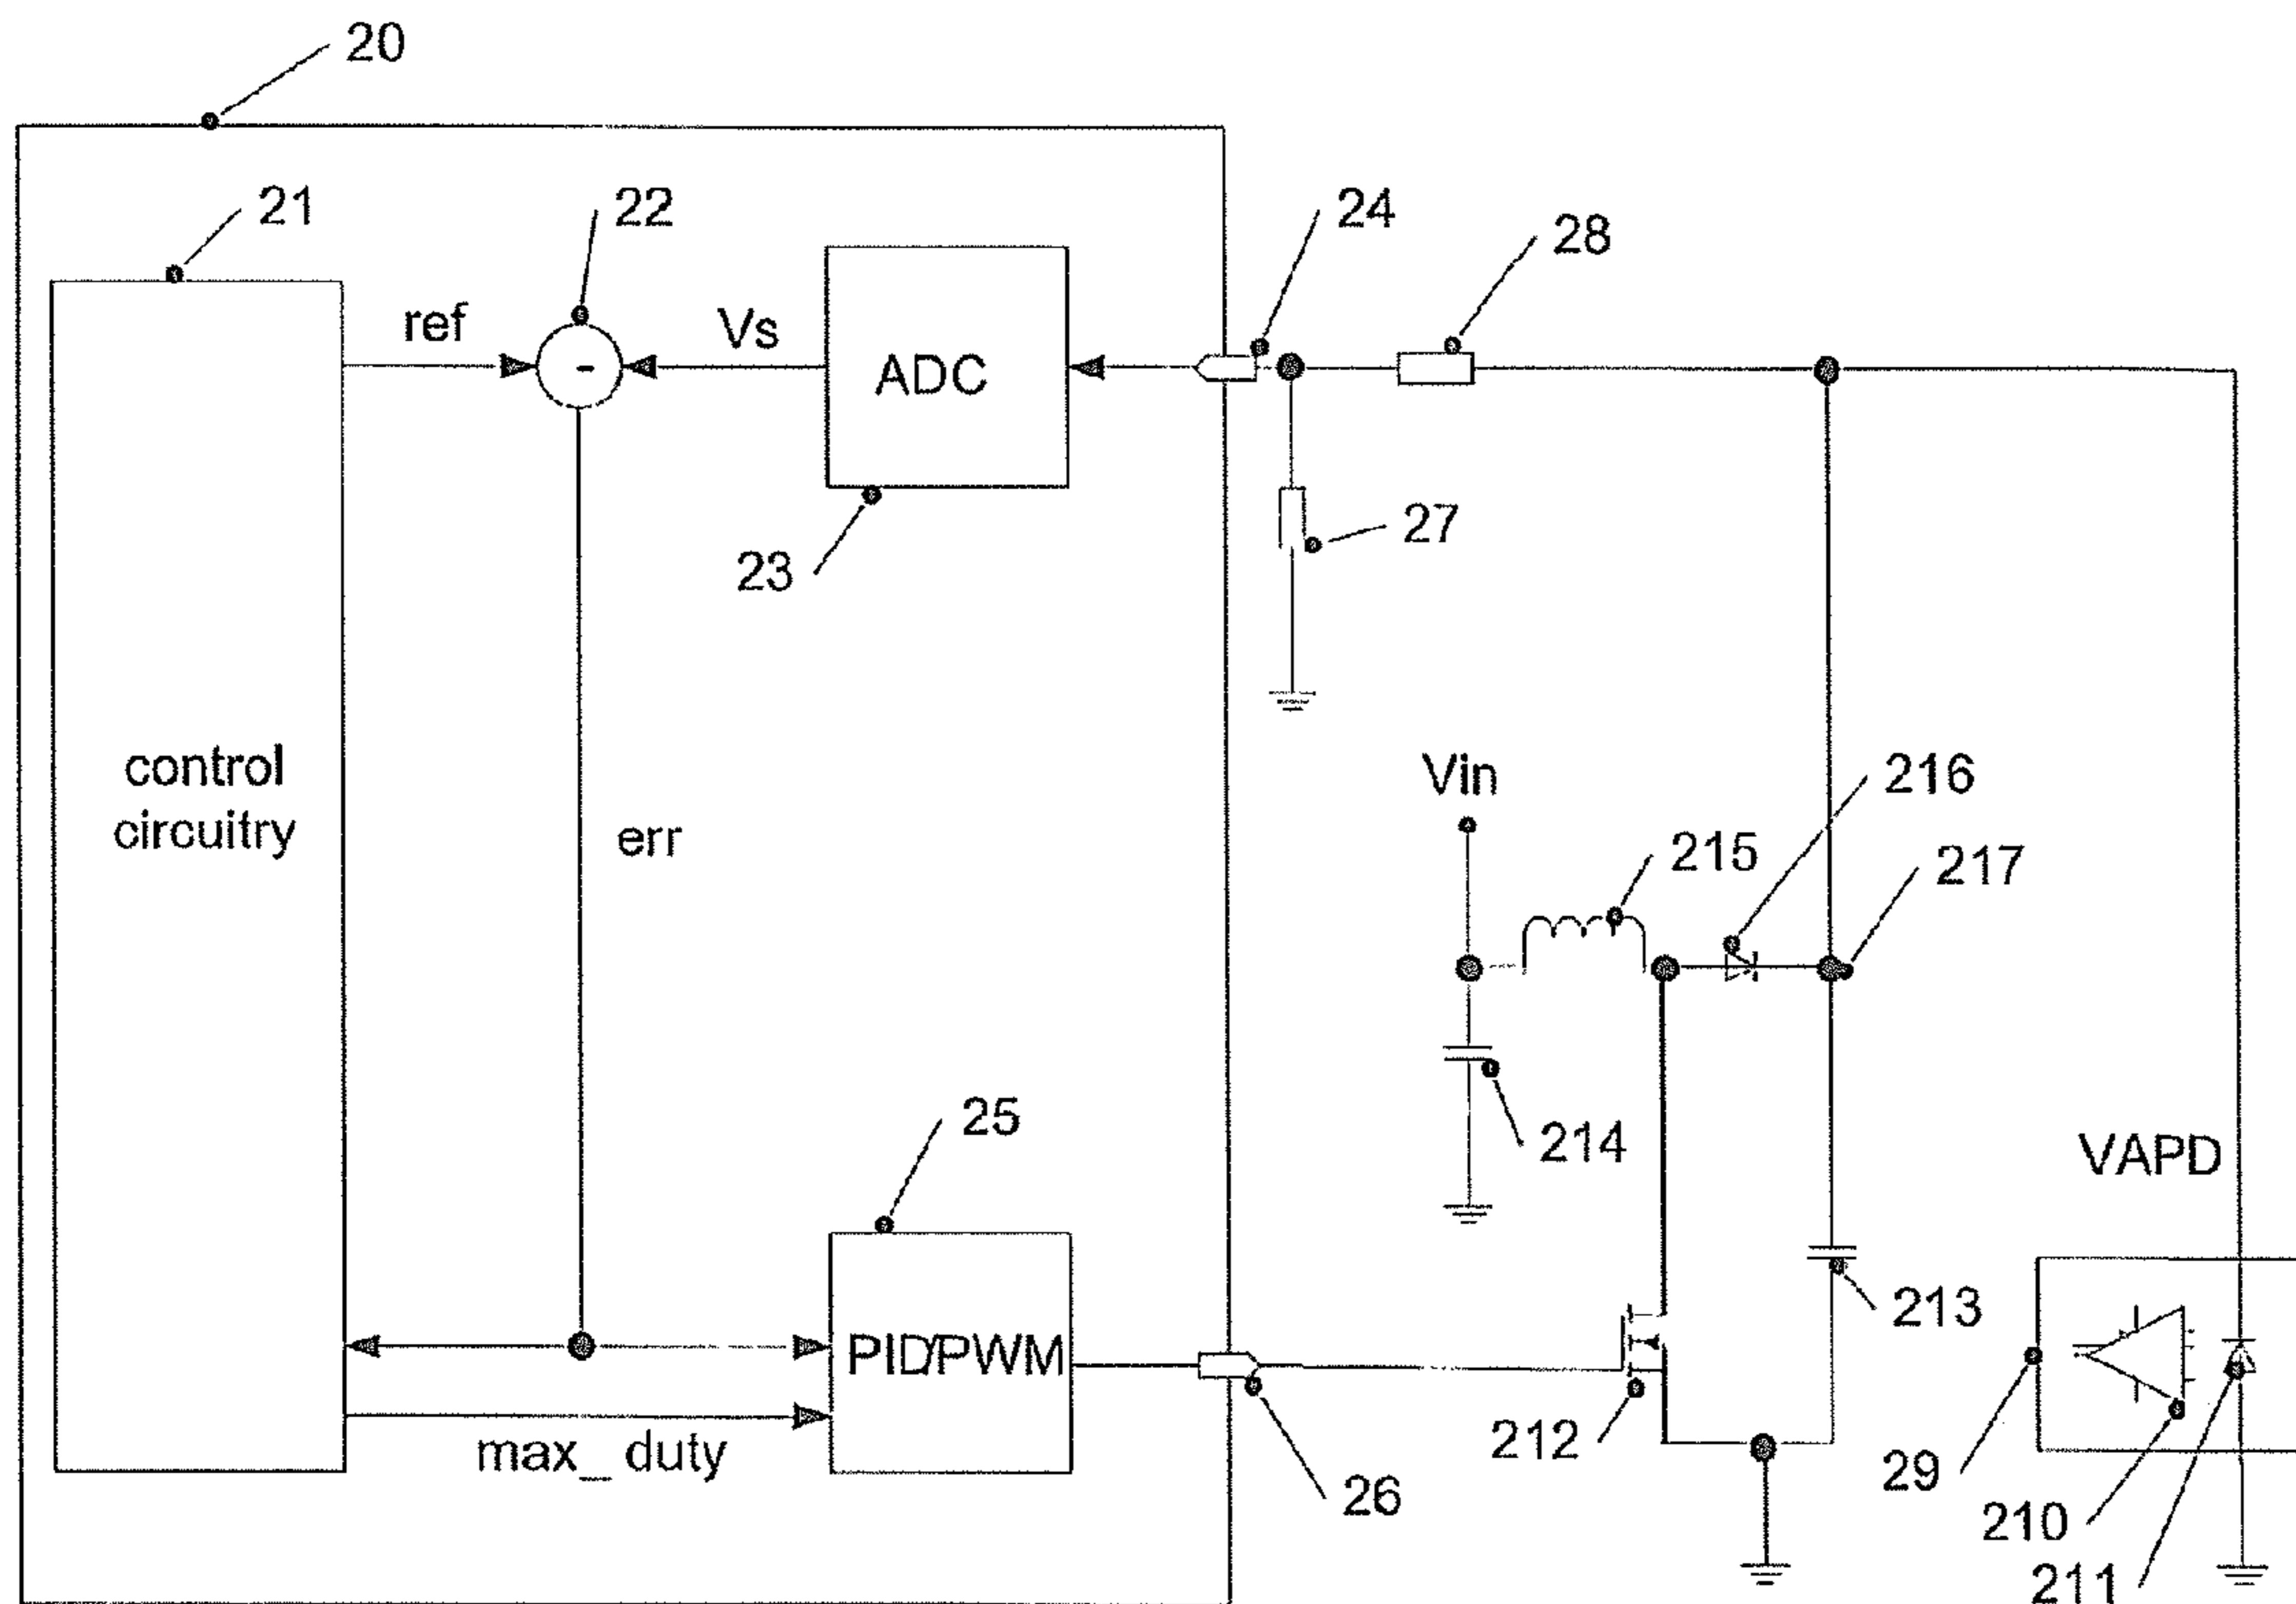 20
21
22
24
28
ref
Vs
ADC
27
23
Vin
216
control
circuitry
err
215
217
25
214
VAPD
213
PID/PWM
212
max_ duty
26
29
210
211
-